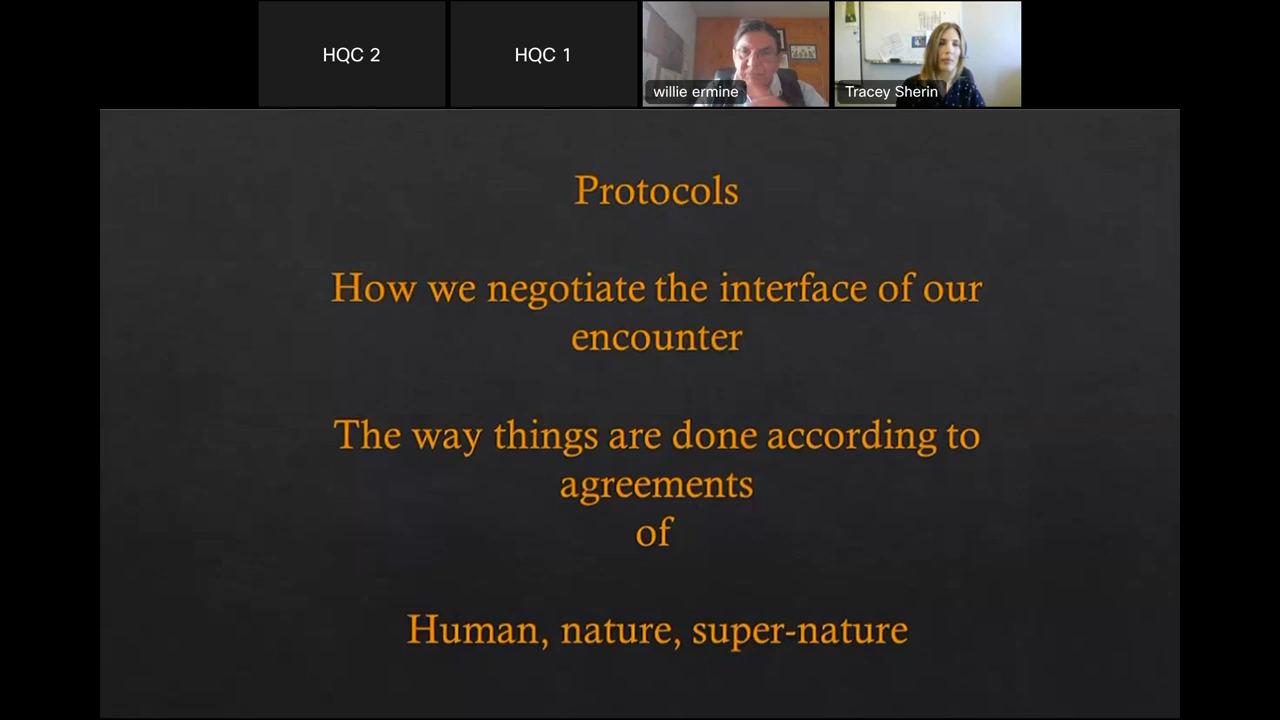 HQC 2
HQC 1
willie ermine
Tracey Sherin
Protocols
How we negotiate the interface of our
encounter
The way things are done according to
agreements
of
Human, nature, super-nature